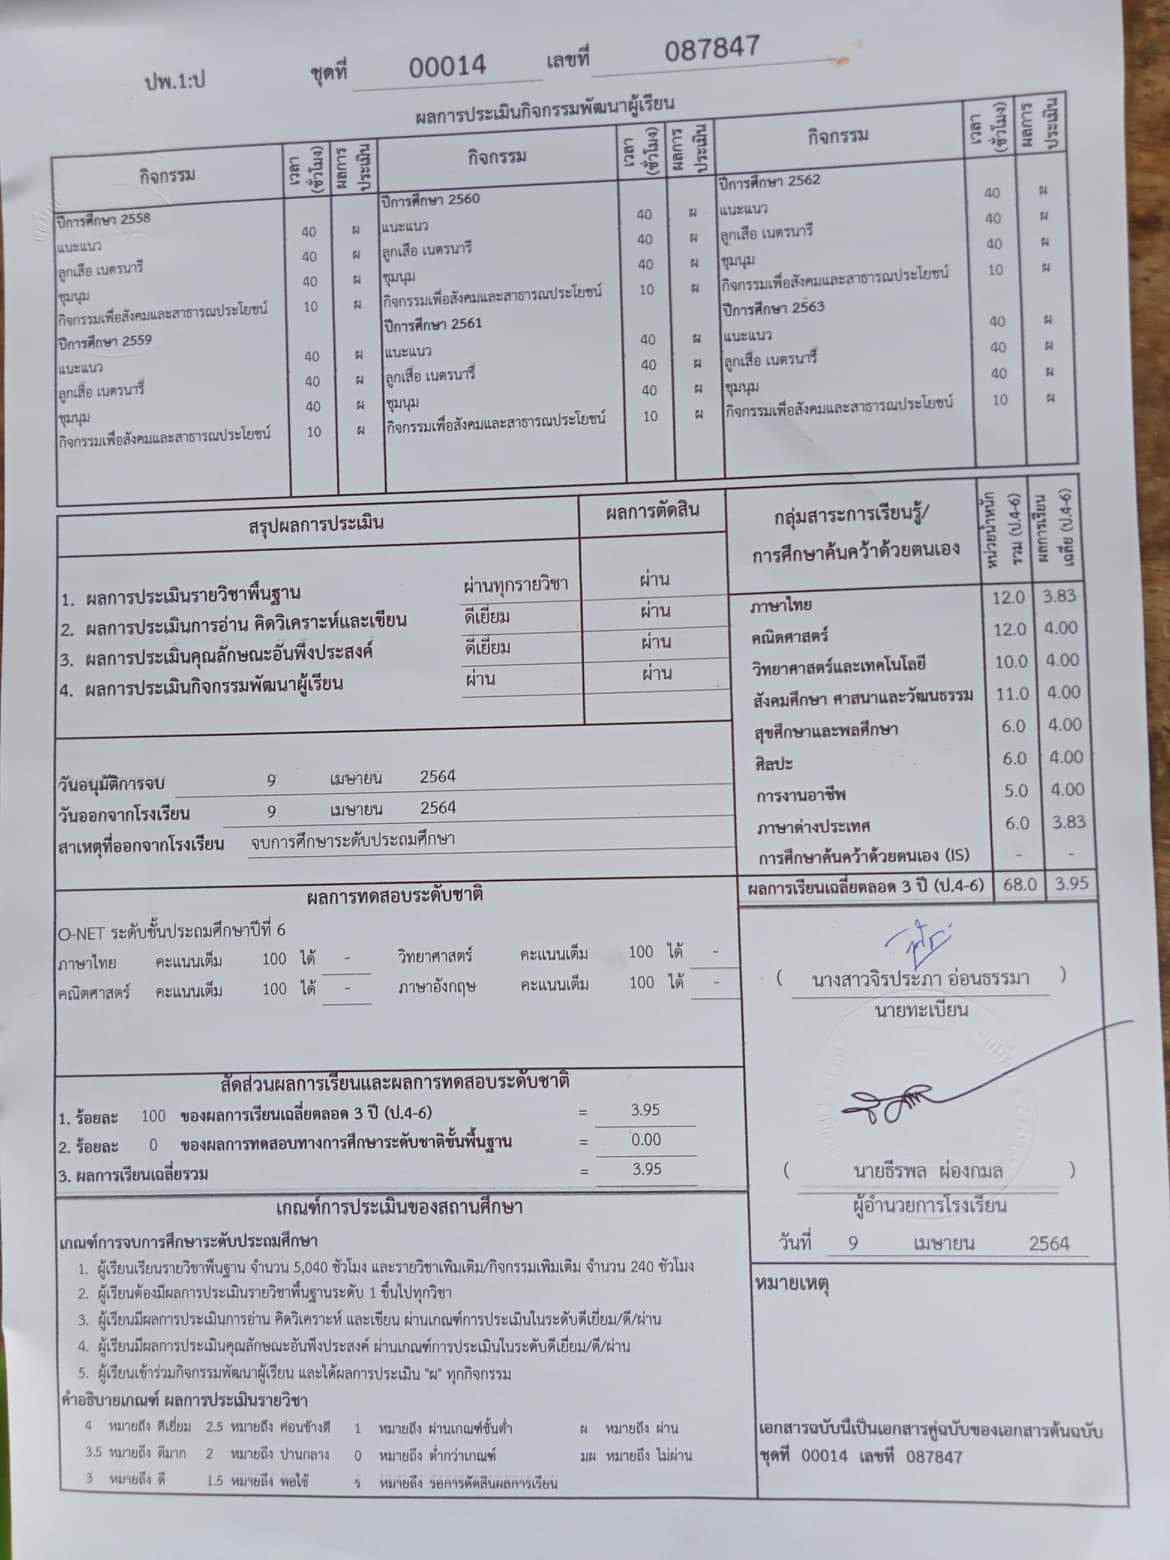 ปพ.1:ป ชุดที่ 00014 เลขที่ 087847
ผลการประเมินกิจกรรมพัฒนาผู้เรียน
กิจกรรม เวลา (ชั่วโมง) ผลการประเมิน กิจกรรม เวลา (ชั่วโมง) ผลการประเมิน กิจกรรม เวลา (ชั่วโมง) ผลการประเมิน
ปีการศึกษา 2558
แนะแนว 40 ผ
ลูกเสือ เนตรนารี 40 ผ
ชุมนุม 40 ผ
กิจกรรมเพื่อสังคมและสาธารณประโยชน์ 10 ผ
ปีการศึกษา 2559
แนะแนว 40 ผ
ลูกเสือ เนตรนารี 40 ผ
ชุมนุม 40 ผ
กิจกรรมเพื่อสังคมและสาธารณประโยชน์ 10 ผ
ปีการศึกษา 2560
แนะแนว 40 ผ
ลูกเสือ เนตรนารี 40 ผ
ชุมนุม 40 ผ
กิจกรรมเพื่อสังคมและสาธารณประโยชน์ 10 ผ
ปีการศึกษา 2561
แนะแนว 40 ผ
ลูกเสือ เนตรนารี 40 ผ
ชุมนุม 40 ผ
กิจกรรมเพื่อสังคมและสาธารณประโยชน์ 10 ผ
ปีการศึกษา 2562
แนะแนว 40 ผ
ลูกเสือ เนตรนารี 40 ผ
ชุมนุม 40 ผ
กิจกรรมเพื่อสังคมและสาธารณประโยชน์ 10 ผ
ปีการศึกษา 2563
แนะแนว 40 ผ
ลูกเสือ เนตรนารี 40 ผ
ชุมนุม 40 ผ
กิจกรรมเพื่อสังคมและสาธารณประโยชน์ 10 ผ
สรุปผลการประเมิน ผลการตัดสิน
1. ผลการประเมินรายวิชาพื้นฐาน ผ่านทุกรายวิชา ผ่าน
2. ผลการประเมินการอ่าน คิดวิเคราะห์และเขียน ดีเยี่ยม ผ่าน
3. ผลการประเมินคุณลักษณะอันพึงประสงค์ ดีเยี่ยม ผ่าน
4. ผลการประเมินกิจกรรมพัฒนาผู้เรียน ผ่าน ผ่าน
วันอนุมัติการจบ 9 เมษายน 2564
วันออกจากโรงเรียน 9 เมษายน 2564
สาเหตุที่ออกจากโรงเรียน จบการศึกษาระดับประถมศึกษา
ผลการทดสอบระดับชาติ
O-NET ระดับชั้นประถมศึกษาปีที่ 6
ภาษาไทย คะแนนเต็ม 100 ได้ - วิทยาศาสตร์ คะแนนเต็ม 100 ได้ -
คณิตศาสตร์ คะแนนเต็ม 100 ได้ - ภาษาอังกฤษ คะแนนเต็ม 100 ได้ -
สัดส่วนผลการเรียนและผลการทดสอบระดับชาติ
1. ร้อยละ 100 ของผลการเรียนเฉลี่ยตลอด 3 ปี (ป.4-6) = 3.95
2. ร้อยละ 0 ของผลการทดสอบทางการศึกษาระดับชาติขั้นพื้นฐาน = 0.00
3. ผลการเรียนเฉลี่ยรวม = 3.95
เกณฑ์การประเมินของสถานศึกษา
เกณฑ์การจบการศึกษาระดับประถมศึกษา
1. ผู้เรียนเรียนรายวิชาพื้นฐาน จำนวน 5,040 ชั่วโมง และรายวิชาเพิ่มเติม/กิจกรรมเพิ่มเติม จำนวน 240 ชั่วโมง
2. ผู้เรียนต้องมีผลการประเมินรายวิชาพื้นฐานระดับ 1 ขึ้นไปทุกวิชา
3. ผู้เรียนมีผลการประเมินการอ่าน คิดวิเคราะห์ และเขียน ผ่านเกณฑ์การประเมินในระดับดีเยี่ยม/ดี/ผ่าน
4. ผู้เรียนมีผลการประเมินคุณลักษณะอันพึงประสงค์ ผ่านเกณฑ์การประเมินในระดับดีเยี่ยม/ดี/ผ่าน
5. ผู้เรียนเข้าร่วมกิจกรรมพัฒนาผู้เรียน และได้ผลการประเมิน "ผ" ทุกกิจกรรม
คำอธิบายเกณฑ์ ผลการประเมินรายวิชา
4 หมายถึง ดีเยี่ยม 2.5 หมายถึง ค่อนข้างดี 1 หมายถึง ผ่านเกณฑ์ขั้นต่ำ ผ หมายถึง ผ่าน
3.5 หมายถึง ดีมาก 2 หมายถึง ปานกลาง 0 หมายถึง ต่ำกว่าเกณฑ์ มผ หมายถึง ไม่ผ่าน
3 หมายถึง ดี 1.5 หมายถึง พอใช้ ร หมายถึง รอการตัดสินผลการเรียน
กลุ่มสาระการเรียนรู้/ การศึกษาค้นคว้าด้วยตนเอง หน่วยน้ำหนัก รวม (ป.4-6) ผลการเรียน เฉลี่ย (ป.4-6)
ภาษาไทย 12.0 3.83
คณิตศาสตร์ 12.0 4.00
วิทยาศาสตร์และเทคโนโลยี 10.0 4.00
สังคมศึกษา ศาสนาและวัฒนธรรม 11.0 4.00
สุขศึกษาและพลศึกษา 6.0 4.00
ศิลปะ 6.0 4.00
การงานอาชีพ 5.0 4.00
ภาษาต่างประเทศ 6.0 3.83
การศึกษาค้นคว้าด้วยตนเอง (IS) - -
ผลการเรียนเฉลี่ยตลอด 3 ปี (ป.4-6) 68.0 3.95
( นางสาวจิรประภา อ่อนธรรมา )
นายทะเบียน
( นายธีรพล ผ่องกมล )
ผู้อำนวยการโรงเรียน
วันที่ 9 เมษายน 2564
หมายเหตุ
เอกสารฉบับนี้เป็นเอกสารคู่ฉบับของเอกสารต้นฉบับ
ชุดที่ 00014 เลขที่ 087847